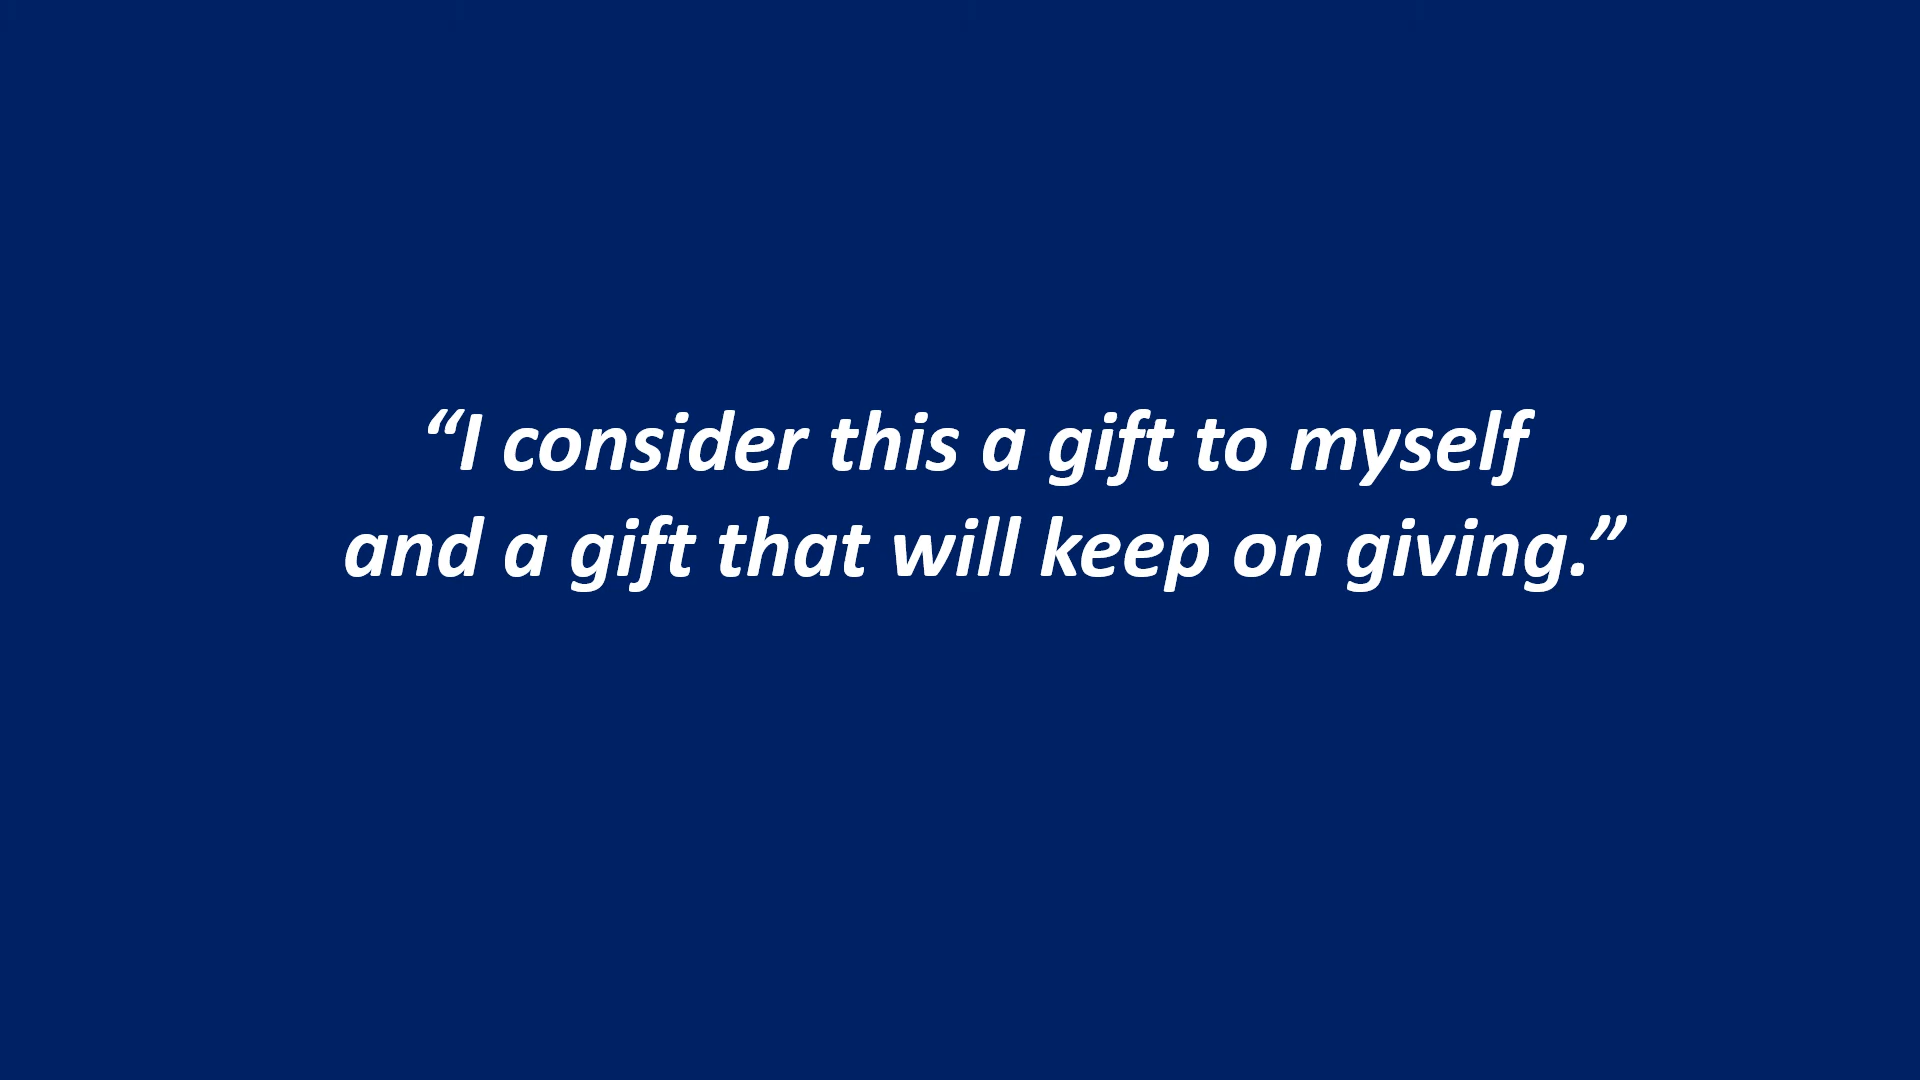 “I consider this a gift to myself
and a gift that will keep on giving.”